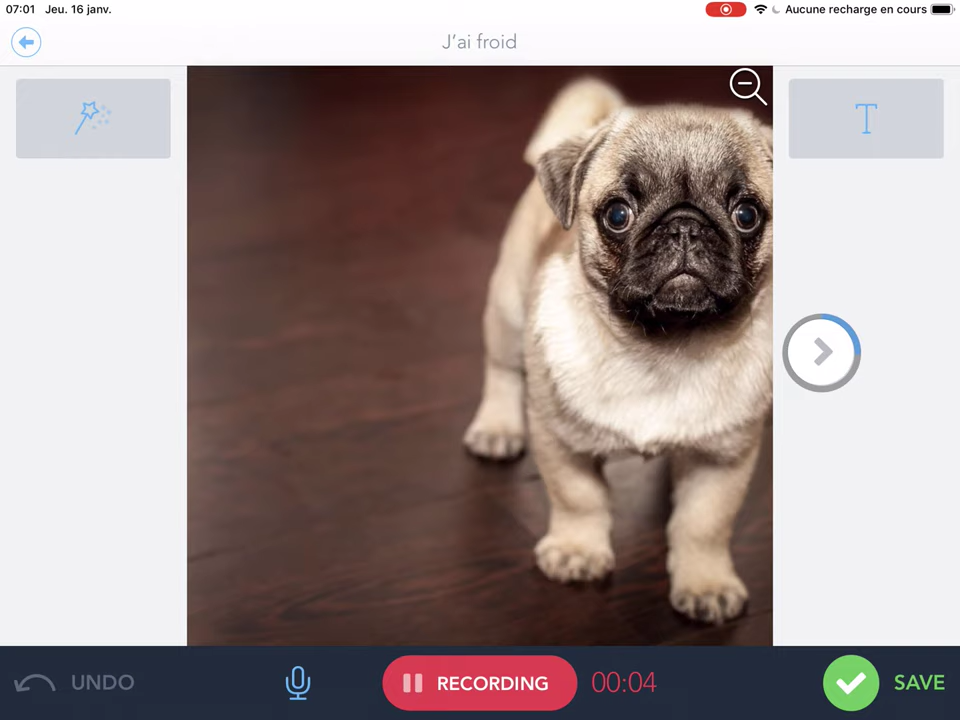 07:01 Jeu. 16 janv.
Aucune recharge en cours
J'ai froid
T
UNDO
RECORDING
00:04
SAVE